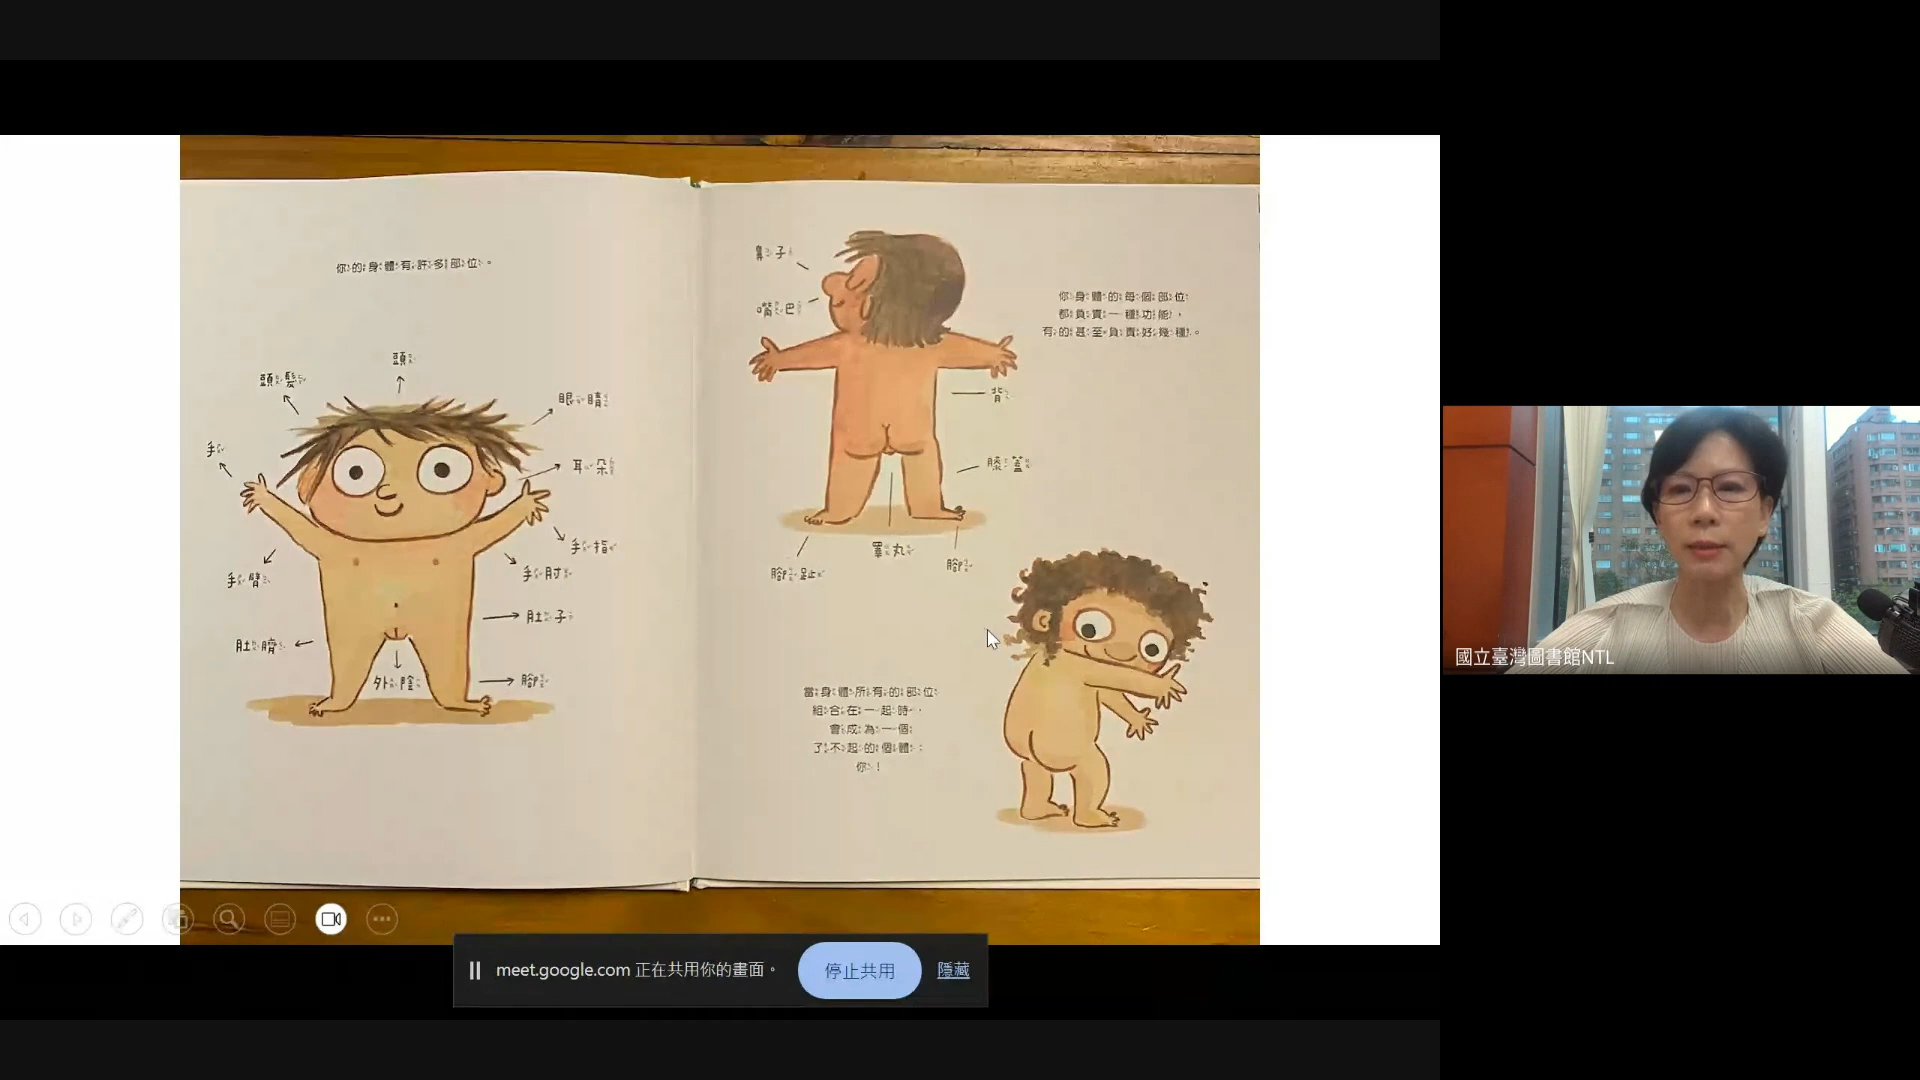 你的身體有許多部位。
頭
頭髮
眼睛
手
耳朵
手指
手臂
手肘
肚子
肚臍
外陰
腳
鼻子
嘴巴
你身體的每個部位
都負責一種功能，
有的甚至負責好幾種。
背
膝蓋
睪丸
腳趾
腳
當身體所有的部位
組合在一起時，
會成為一個
了不起的個體：
你！
國立臺灣圖書館NTL
meet.google.com 正在共用你的畫面。
停止共用
隱藏